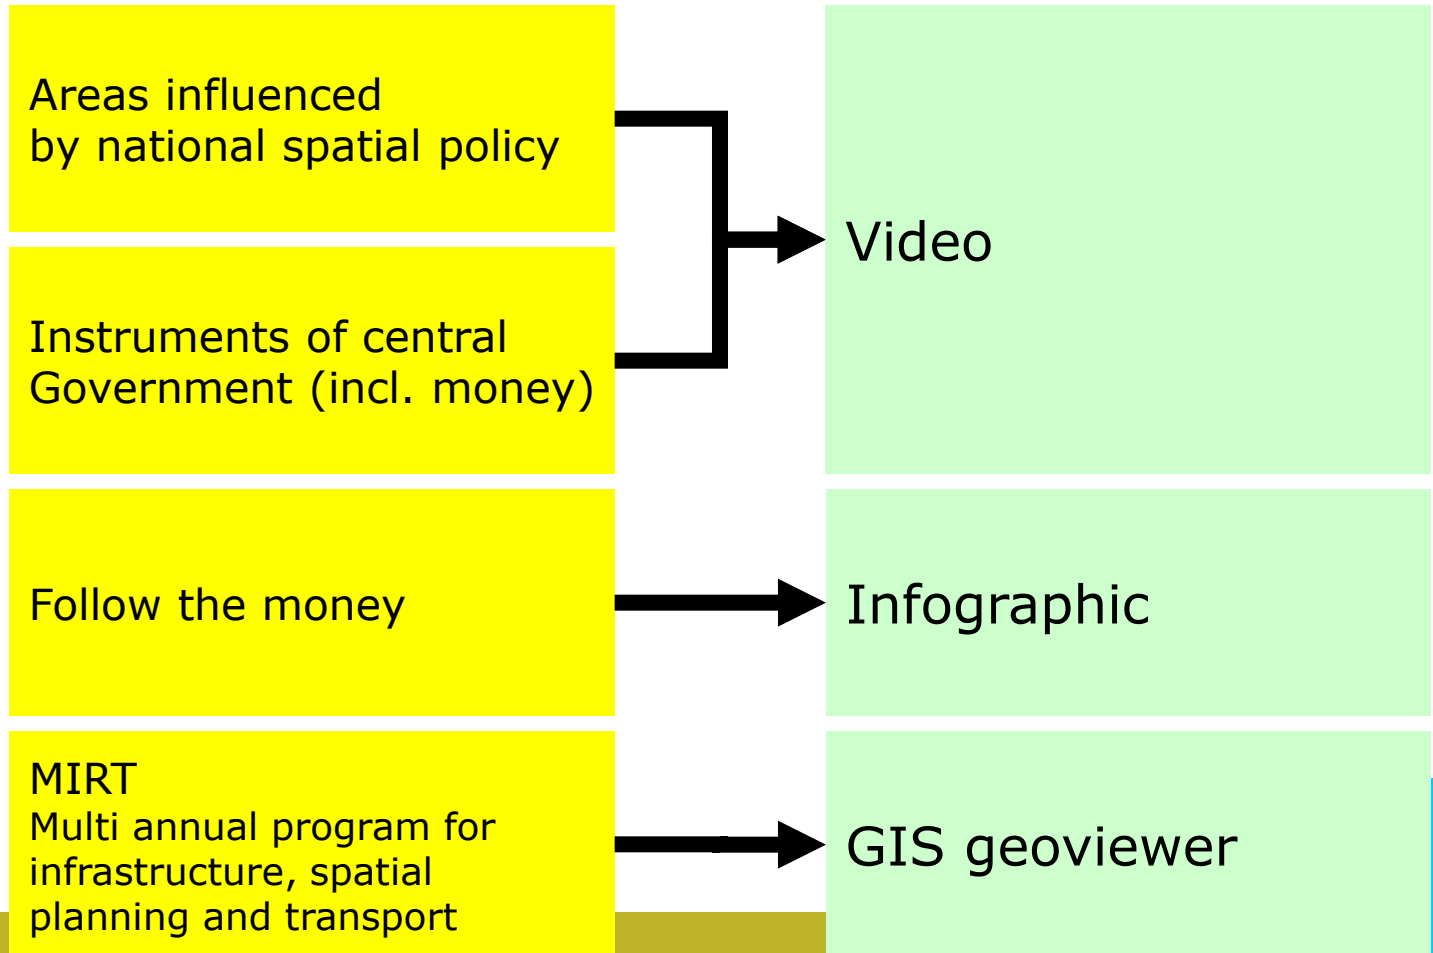 Areas influenced
by national spatial policy
Instruments of central
Government (incl. money)
Video
Follow the money
Infographic
MIRT
Multi annual program for
infrastructure, spatial
planning and transport
GIS geoviewer